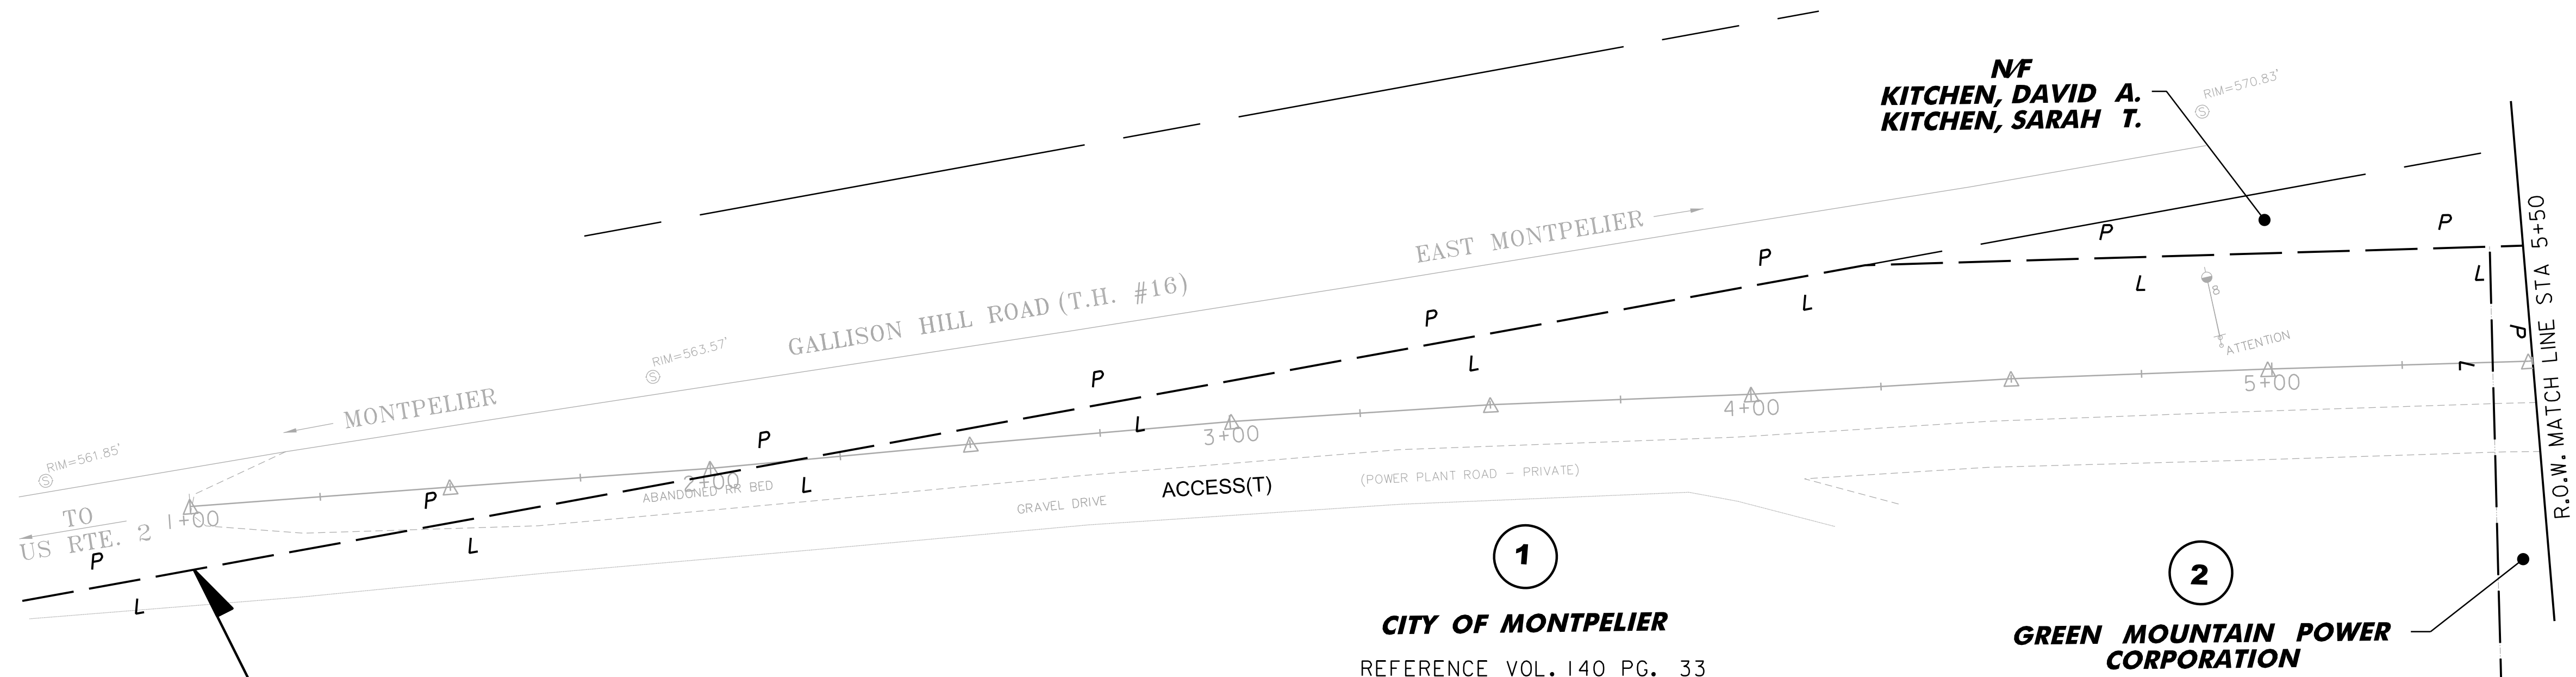 N/F
KITCHEN, DAVID A.
KITCHEN, SARAH T.
RIM=570.83'
S
EAST MONTPELIER
GALLISON HILL ROAD (T.H. #16)
RIM=563.57'
S
MONTPELIER
RIM=561.85'
S
TO
US RTE. 2
1+00
2+00
3+00
4+00
5+00
P
P
P
P
P
P
P
P
P
L
L
L
L
L
L
L
L
L
8
ATTENTION
ABANDONED RR BED
GRAVEL DRIVE
ACCESS(T)
(POWER PLANT ROAD - PRIVATE)
R.O.W. MATCH LINE STA 5+50
1
CITY OF MONTPELIER
REFERENCE VOL. 140 PG. 33
2
GREEN MOUNTAIN POWER
CORPORATION